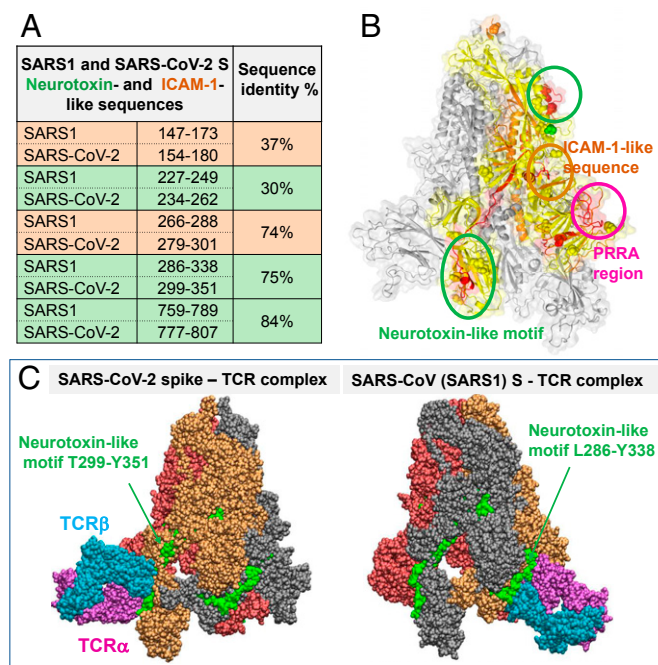 A
SARS1 and SARS-CoV-2 S
Neurotoxin- and ICAM-1-
like sequences
Sequence
identity %
SARS1 147-173
SARS-CoV-2 154-180
37%
SARS1 227-249
SARS-CoV-2 234-262
30%
SARS1 266-288
SARS-CoV-2 279-301
74%
SARS1 286-338
SARS-CoV-2 299-351
75%
SARS1 759-789
SARS-CoV-2 777-807
84%
B
ICAM-1-like
sequence
PRRA
region
Neurotoxin-like motif
C
SARS-CoV-2 spike – TCR complex
SARS-CoV (SARS1) S - TCR complex
Neurotoxin-like
motif T299-Y351
TCRβ
TCRα
Neurotoxin-like
motif L286-Y338